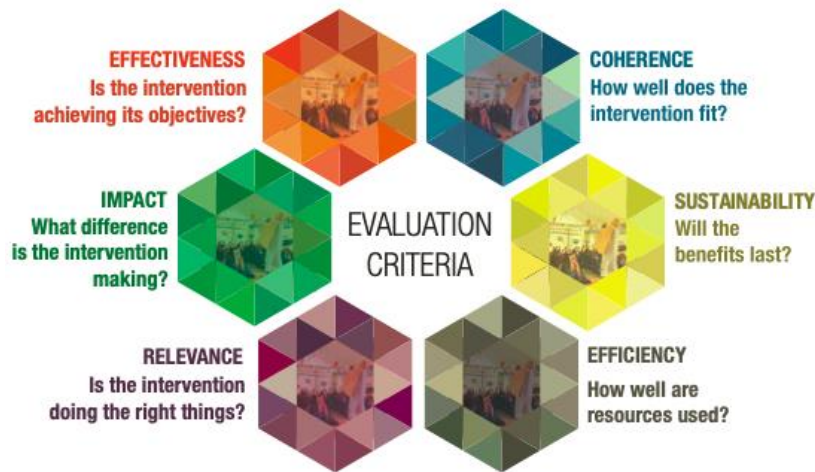 EFFECTIVENESS
Is the intervention
achieving its objectives?
COHERENCE
How well does the
intervention fit?
IMPACT
What difference
is the intervention
making?
EVALUATION
CRITERIA
SUSTAINABILITY
Will the
benefits last?
RELEVANCE
Is the intervention
doing the right things?
EFFICIENCY
How well are
resources used?